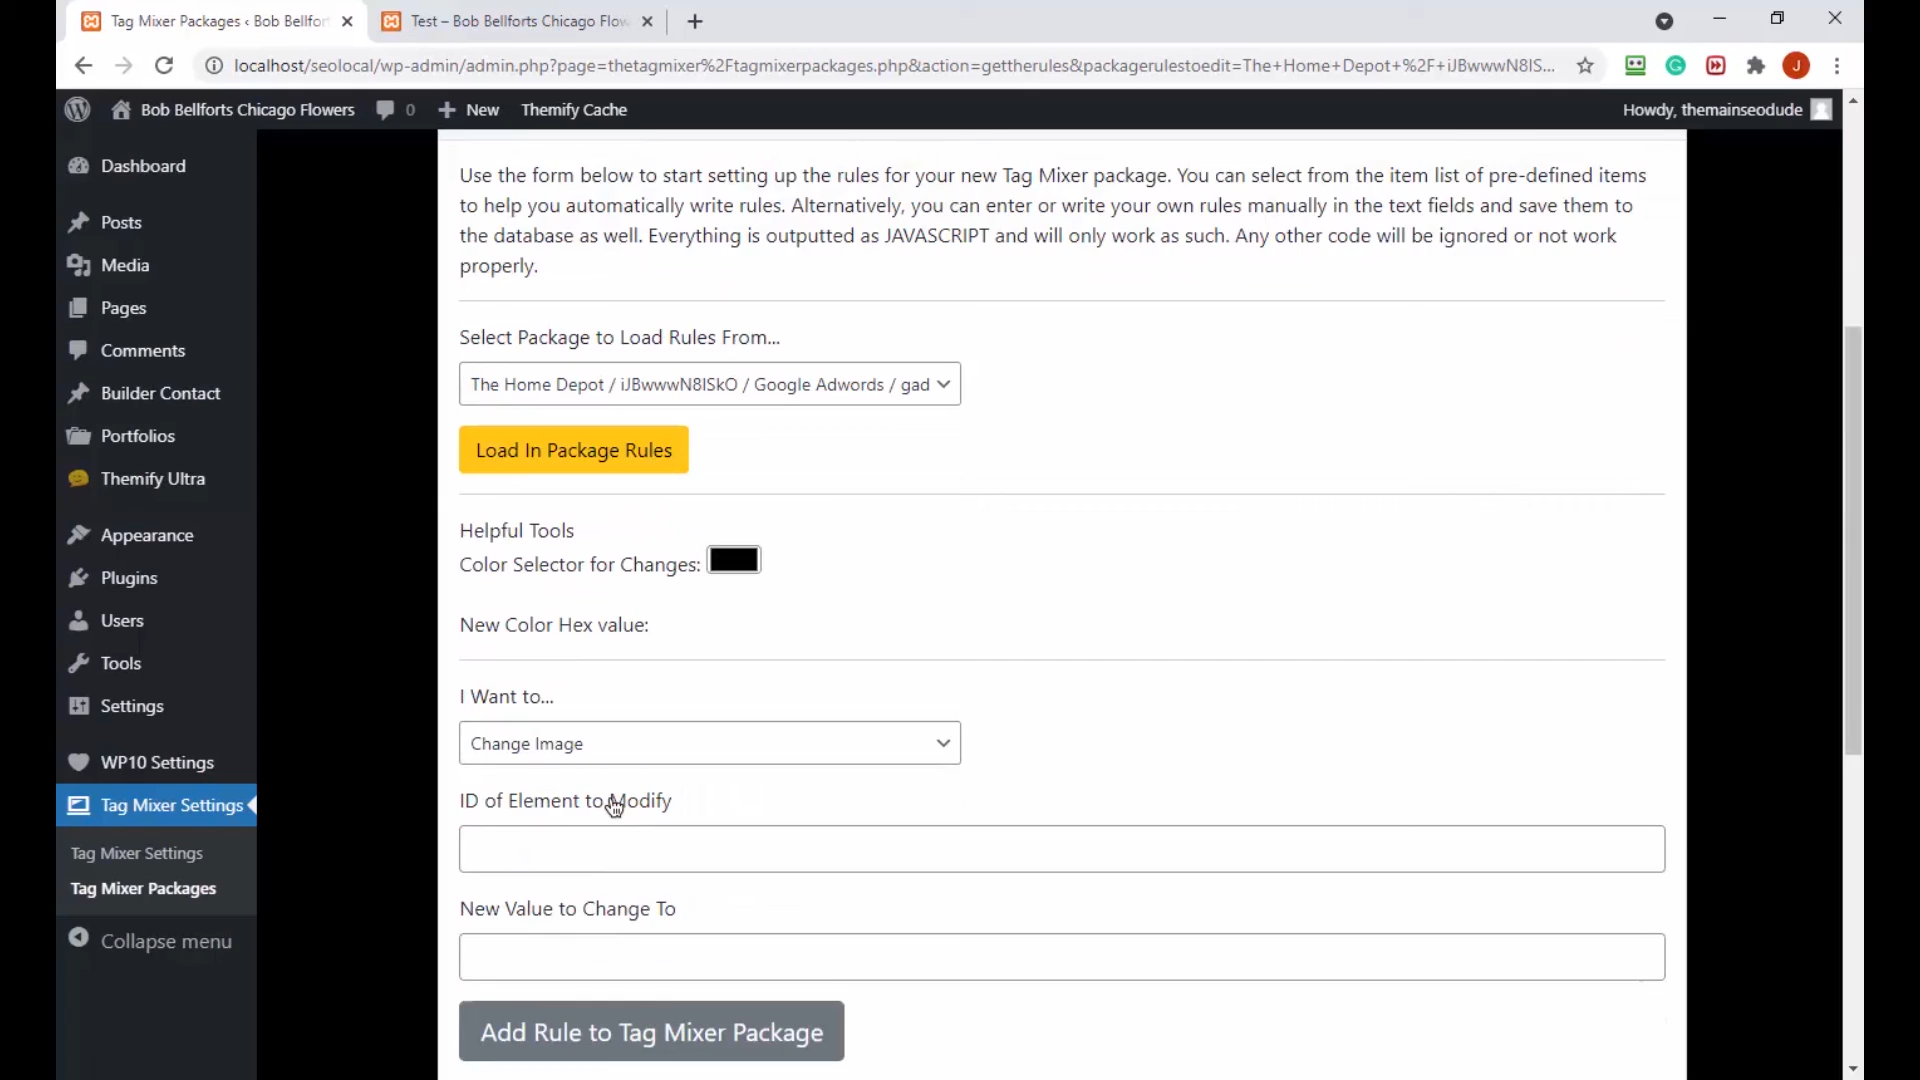 Tag Mixer Packages ‹ Bob Bellfor
Test – Bob Bellforts Chicago Flow
localhost/seolocal/wp-admin/admin.php?page=thetagmixer%2Ftagmixerpackages.php&action=gettherules&packagerulestoedit=The+Home+Depot+%2F+iJBwwwN8IS...
J
Bob Bellforts Chicago Flowers
0
New
Themify Cache
Howdy, themainseodude
Dashboard
Posts
Media
Pages
Comments
Builder Contact
Portfolios
Themify Ultra
Appearance
Plugins
Users
Tools
Settings
WP10 Settings
Tag Mixer Settings
Tag Mixer Settings
Tag Mixer Packages
Collapse menu
Use the form below to start setting up the rules for your new Tag Mixer package. You can select from the item list of pre-defined items
to help you automatically write rules. Alternatively, you can enter or write your own rules manually in the text fields and save them to
the database as well. Everything is outputted as JAVASCRIPT and will only work as such. Any other code will be ignored or not work
properly.
Select Package to Load Rules From...
The Home Depot / iJBwwwN8ISkO / Google Adwords / gad
Load In Package Rules
Helpful Tools
Color Selector for Changes:
New Color Hex value:
I Want to...
Change Image
ID of Element to Modify
New Value to Change To
Add Rule to Tag Mixer Package